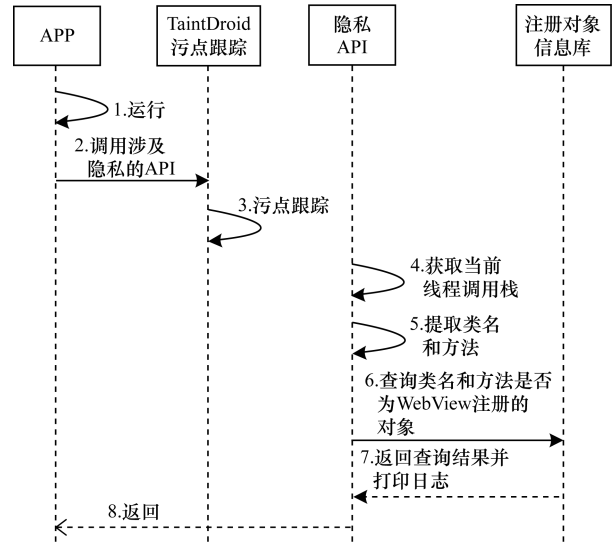 APP
TaintDroid
污点跟踪
隐私
API
注册对象
信息库
1.运行
2.调用涉及
隐私的API
3.污点跟踪
4.获取当前
线程调用栈
5.提取类名
和方法
6.查询类名和方法是否
为WebView注册的
对象
7.返回查询结果并
打印日志
8.返回